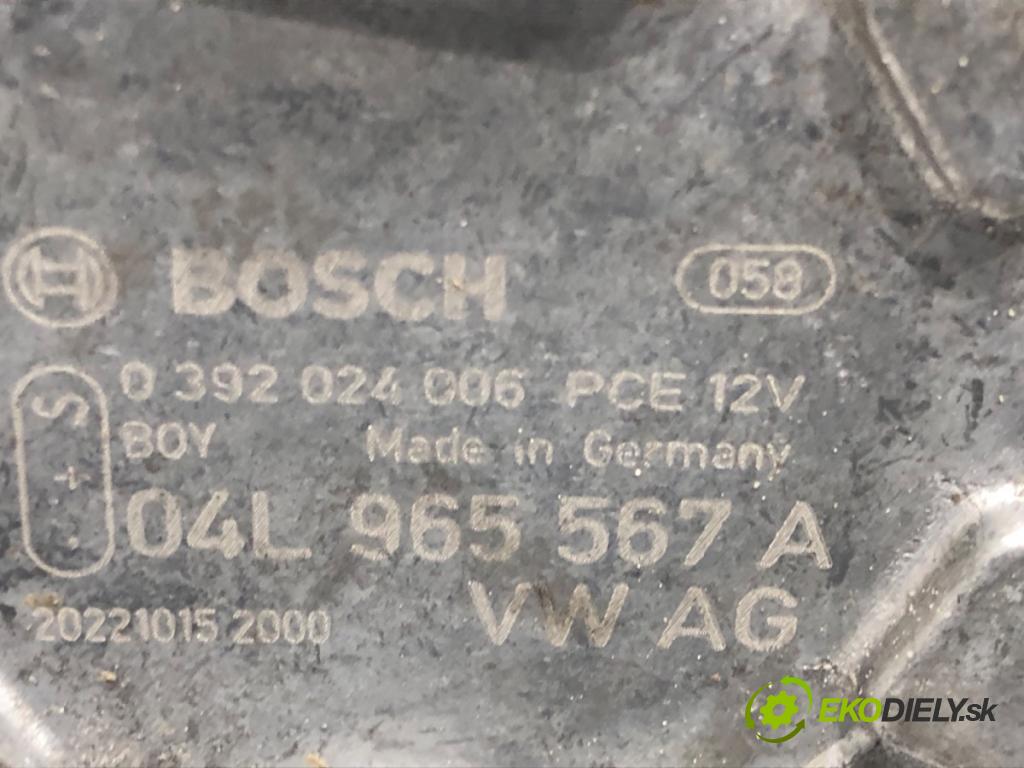 BOSCH 058
0 392 024 006 PCE 12V
S + -
BOY Made in Germany
04L 965 567 A
20221015 2000 VW AG
EKODIELY.sk